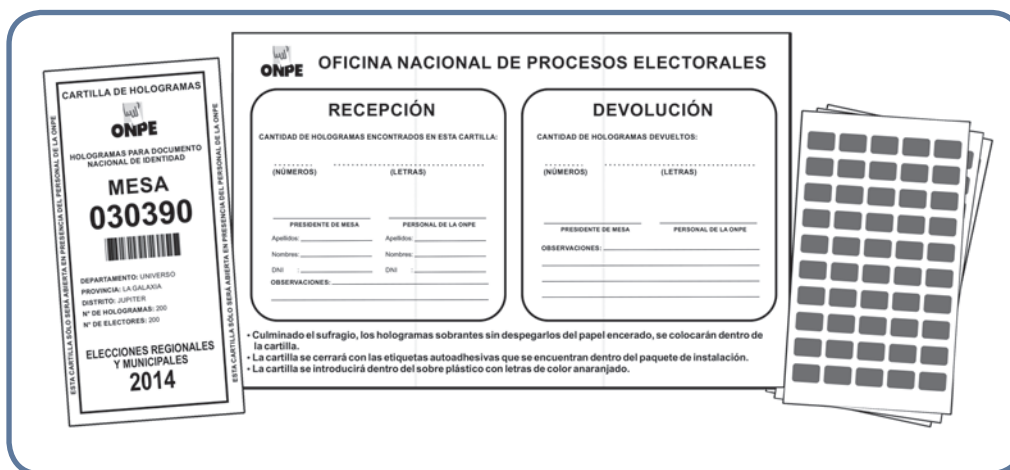 CARTILLA DE HOLOGRAMAS
ONPE
HOLOGRAMAS PARA DOCUMENTO
NACIONAL DE IDENTIDAD
MESA
030390
DEPARTAMENTO: UNIVERSO
PROVINCIA: LA GALAXIA
DISTRITO: JUPITER
N° DE HOLOGRAMAS: 200
N° DE ELECTORES: 200
ELECCIONES REGIONALES
Y MUNICIPALES
2014
ESTA CARTILLA SÓLO SERÁ ABIERTA EN PRESENCIA DEL PERSONAL DE LA ONPE
ESTA CARTILLA SÓLO SERÁ ABIERTA EN PRESENCIA DEL PERSONAL DE LA ONPE
ONPE
OFICINA NACIONAL DE PROCESOS ELECTORALES
RECEPCIÓN
CANTIDAD DE HOLOGRAMAS ENCONTRADOS EN ESTA CARTILLA:
(NÚMEROS) (LETRAS)
PRESIDENTE DE MESA PERSONAL DE LA ONPE
Apellidos: Apellidos:
Nombres: Nombres:
DNI : DNI :
OBSERVACIONES:
DEVOLUCIÓN
CANTIDAD DE HOLOGRAMAS DEVUELTOS:
(NÚMEROS) (LETRAS)
PRESIDENTE DE MESA PERSONAL DE LA ONPE
OBSERVACIONES:
• Culminado el sufragio, los hologramas sobrantes sin despegarlos del papel encerado, se colocarán dentro de
la cartilla.
• La cartilla se cerrará con las etiquetas autoadhesivas que se encuentran dentro del paquete de instalación.
• La cartilla se introducirá dentro del sobre plástico con letras de color anaranjado.